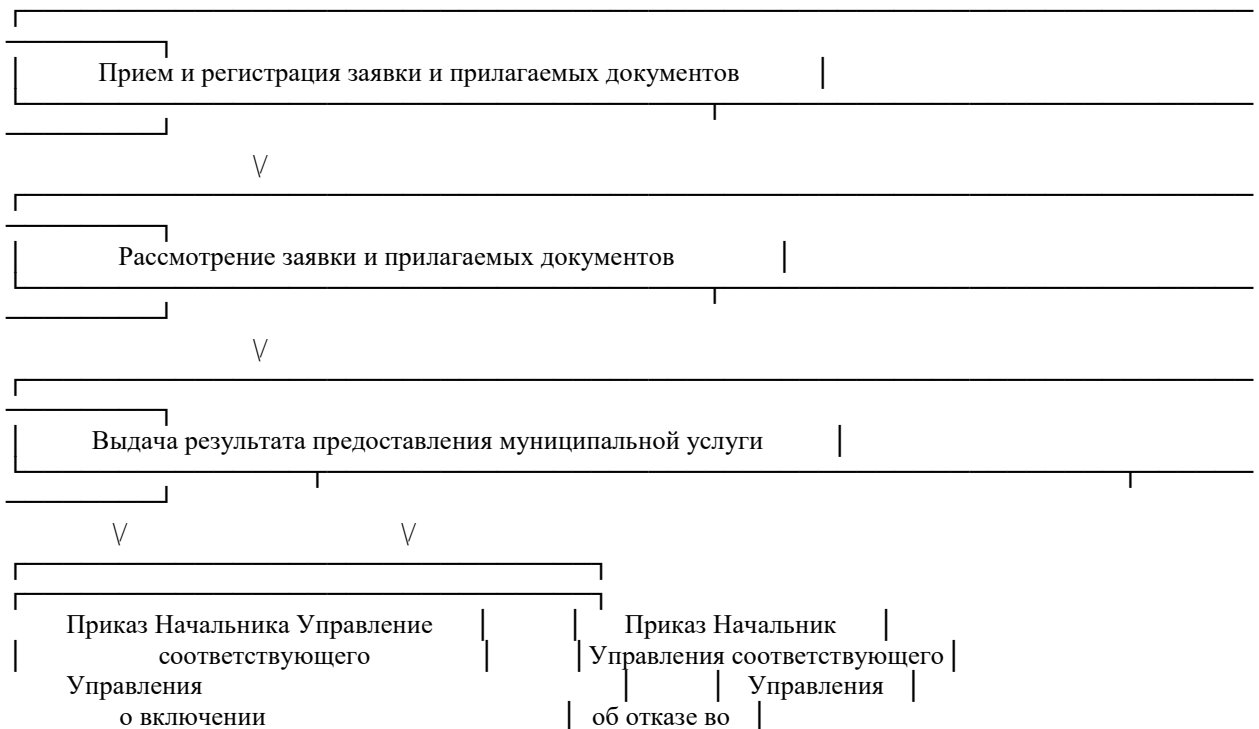 Прием и регистрация заявки и прилагаемых документов
\/
Рассмотрение заявки и прилагаемых документов
\/
Выдача результата предоставления муниципальной услуги
\/ \/
Приказ Начальника Управление Приказ Начальник
соответствующего Управления соответствующего
Управления Управления
о включении об отказе во